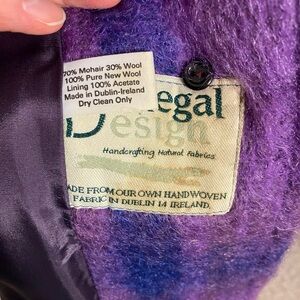 70% Mohair 30% Wool
100% Pure New Wool
Lining 100% Acetate
Made in Dublin-Ireland
Dry Clean Only
egal
Design
Handcrafting Natural Fabrics
ADE FROM OUR OWN HANDWOVEN
FABRIC IN DUBLIN 14 IRELAND.